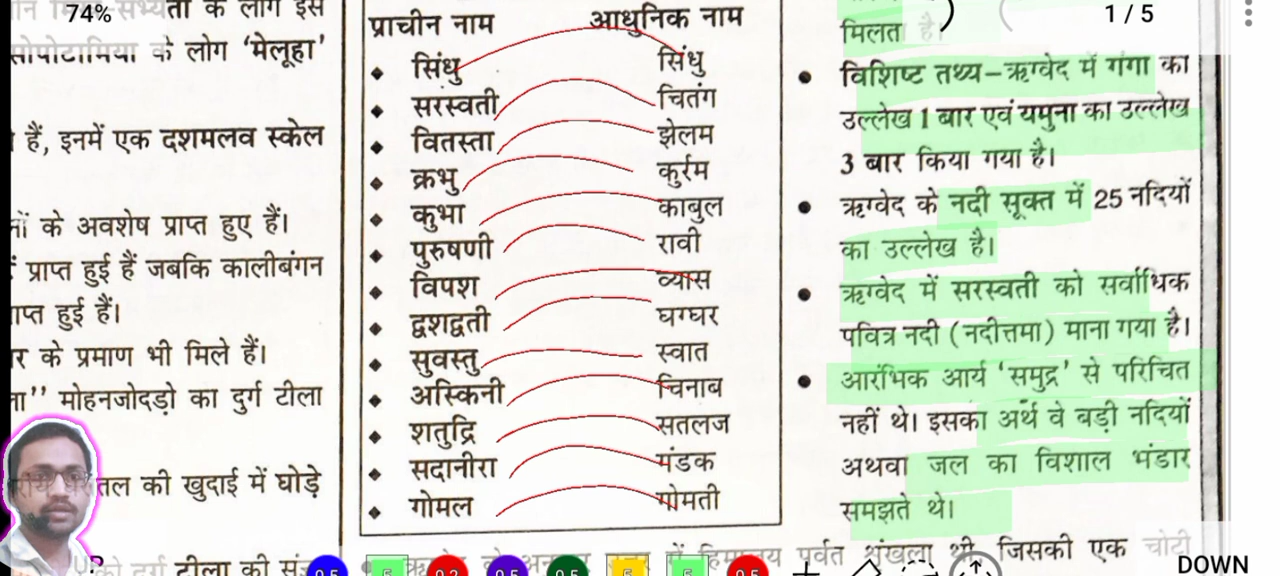 74%
1 / 5
के लोग इस
के लोग ‘मेलूहा’
हैं, इनमें एक दशमलव स्केल
के अवशेष प्राप्त हुए हैं।
प्राप्त हुई हैं जबकि कालीबंगन
हुई हैं।
के प्रमाण भी मिले हैं।
मोहनजोदड़ो का दुर्ग टीला
की खुदाई में घोड़े
दुर्ग टीला की
प्राचीन नाम आधुनिक नाम
सिंधु सिंधु
सरस्वती चितंग
वितस्ता झेलम
क्रभु कुर्रम
कुभा काबुल
पुरुषणी रावी
विपश व्यास
द्वशद्वती घग्घर
सुवस्तु स्वात
अस्किनी चिनाब
शतुद्रि सतलज
सदानीरा गंडक
गोमल गोमती
मिलता है।
• विशिष्ट तथ्य–ऋग्वेद में गंगा का
उल्लेख 1 बार एवं यमुना का उल्लेख
3 बार किया गया है।
• ऋग्वेद के नदी सूक्त में 25 नदियों
का उल्लेख है।
• ऋग्वेद में सरस्वती को सर्वाधिक
पवित्र नदी (नदीत्तमा) माना गया है।
• आरंभिक आर्य ‘समुद्र’ से परिचित
नहीं थे। इसका अर्थ वे बड़ी नदियों
अथवा जल का विशाल भंडार
समझते थे।
में हिमालय पर्वत श्रंखला थी, जिसकी एक चोटी
DOWN